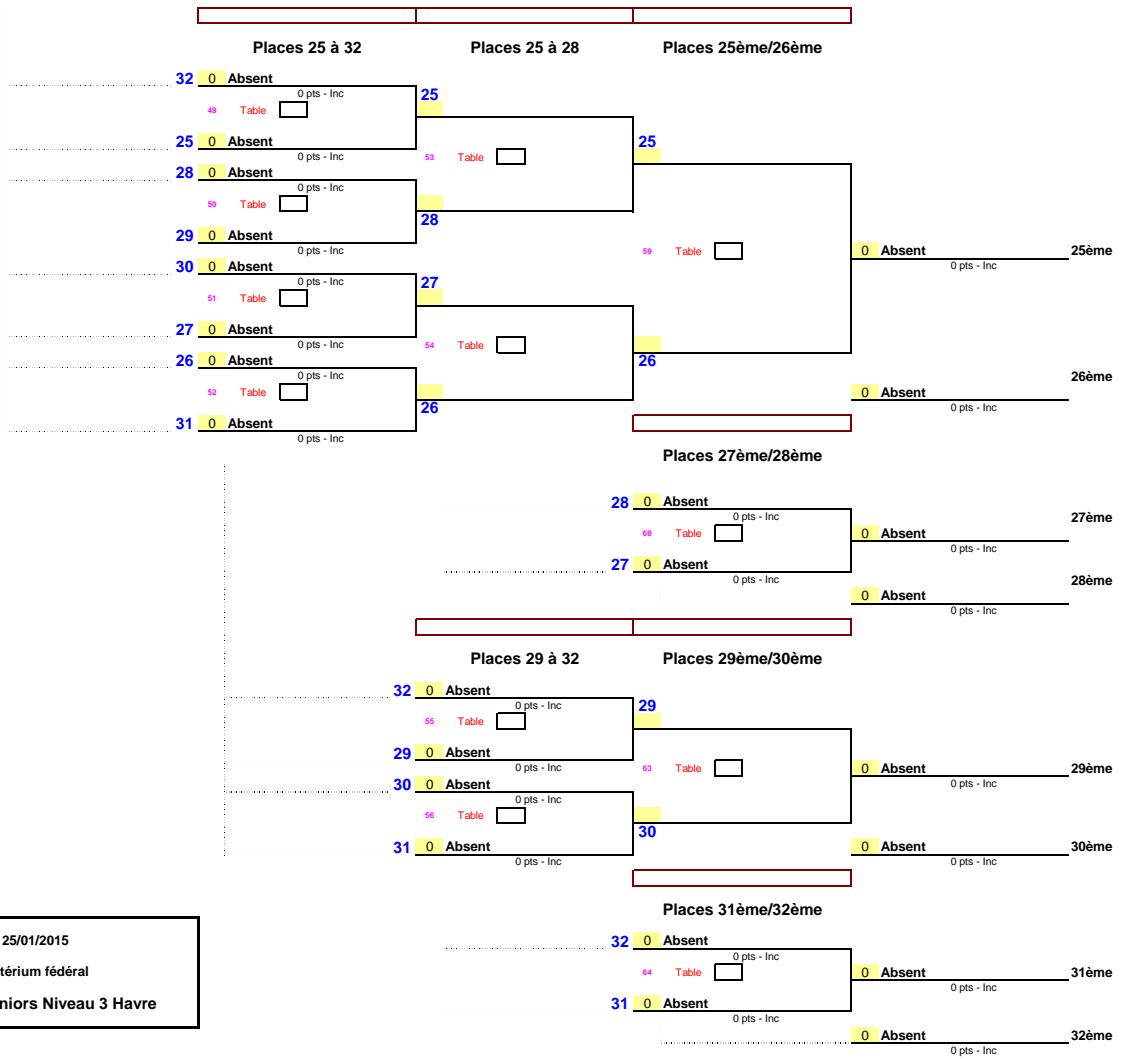 Places 25 à 32 Places 25 à 28 Places 25ème/26ème
32 0 Absent
0 pts - Inc
25
49 Table
25 0 Absent
0 pts - Inc
25
53 Table
28 0 Absent
0 pts - Inc
50 Table
28
29 0 Absent
0 pts - Inc
59 Table
0 Absent 25ème
0 pts - Inc
30 0 Absent
0 pts - Inc
27
51 Table
27 0 Absent
0 pts - Inc
54 Table
26 0 Absent
0 pts - Inc
26
26ème
52 Table
0 Absent
0 pts - Inc
26
31 0 Absent
0 pts - Inc
Places 27ème/28ème
28 0 Absent
0 pts - Inc
27ème
60 Table
0 Absent
0 pts - Inc
27 0 Absent
0 pts - Inc
28ème
0 Absent
0 pts - Inc
Places 29 à 32 Places 29ème/30ème
32 0 Absent
0 pts - Inc
29
55 Table
29 0 Absent
0 pts - Inc
63 Table
0 Absent 29ème
0 pts - Inc
30 0 Absent
0 pts - Inc
56 Table
30
31 0 Absent
0 pts - Inc
0 Absent 30ème
0 pts - Inc
Places 31ème/32ème
32 0 Absent
0 pts - Inc
64 Table
0 Absent 31ème
0 pts - Inc
31 0 Absent
0 pts - Inc
0 Absent 32ème
0 pts - Inc
25/01/2015
térium fédéral
niors Niveau 3 Havre